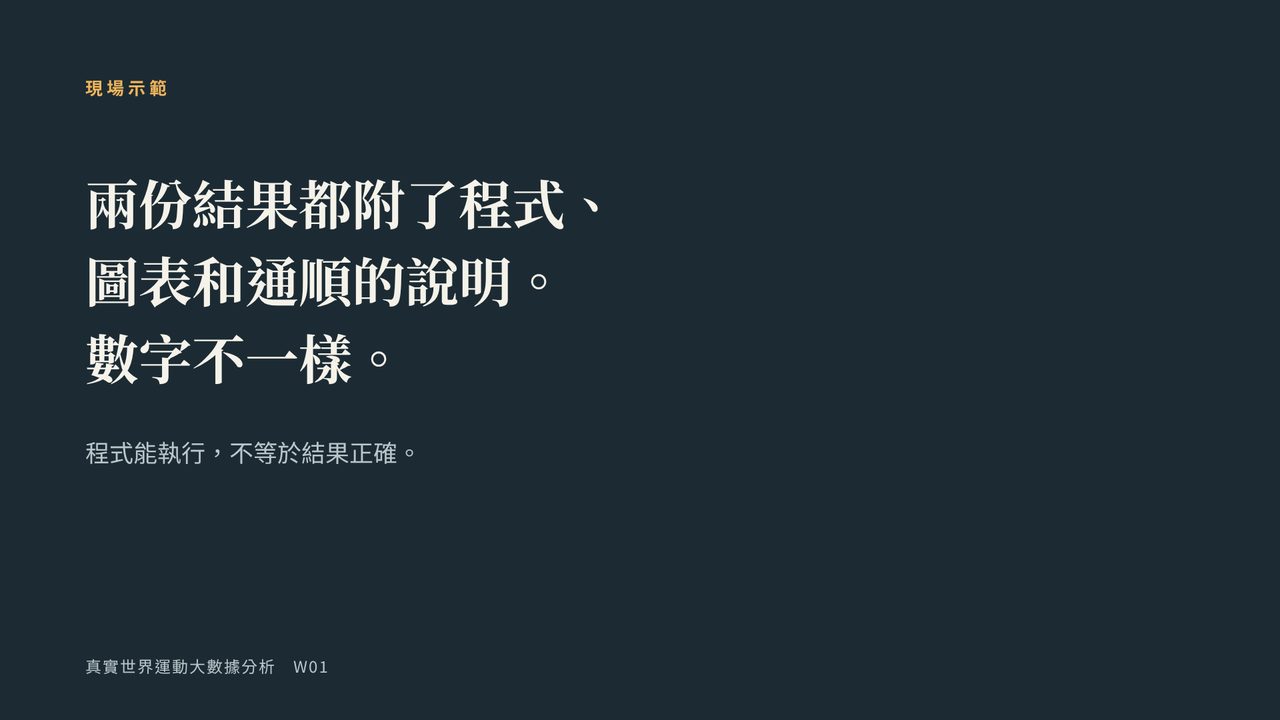 現場示範
兩份結果都附了程式、
圖表和通順的說明。
數字不一樣。
程式能執行，不等於結果正確。
真實世界運動大數據分析　W01